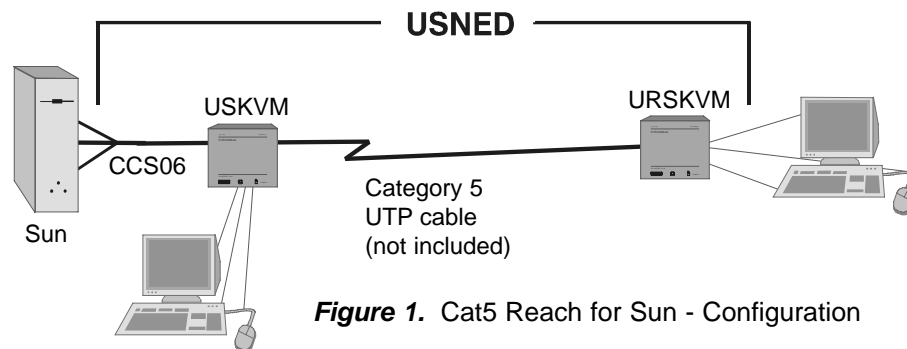 USNED
USKVM
URSKVM
CCS06
Sun
Category 5
UTP cable
(not included)
Figure 1. Cat5 Reach for Sun - Configuration